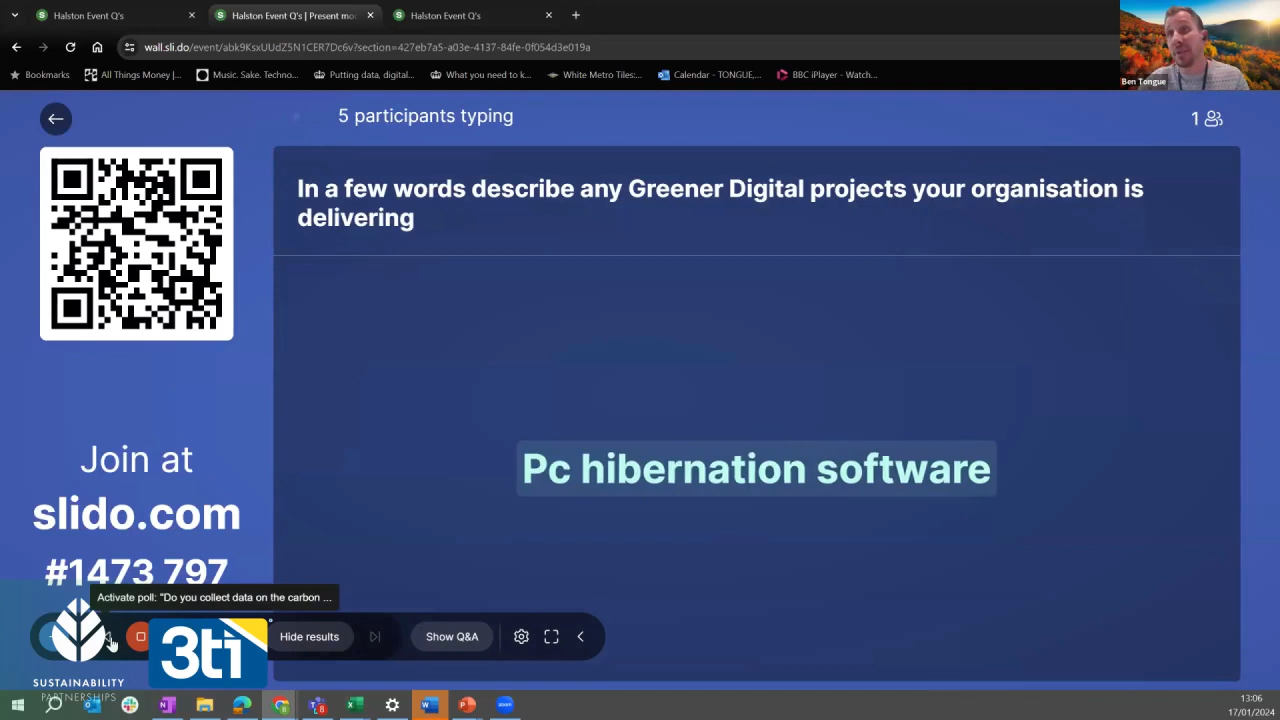 Halston Event Q's
Halston Event Q's | Present mo
Halston Event Q's
wall.sli.do/event/abk9KsxUUdZ5N1CER7Dc6v?section=427eb7a5-a03e-4137-84fe-0f054d3e019a
Bookmarks
All Things Money |...
Music. Sake. Techno...
Putting data, digital...
What you need to k...
White Metro Tiles:...
Calendar - TONGUE,...
BBC iPlayer - Watch...
Ben Tongue
5 participants typing
1
In a few words describe any Greener Digital projects your organisation is
delivering
Pc hibernation software
Join at
slido.com
#1473 797
Activate poll: "Do you collect data on the carbon ...
Hide results
Show Q&A
3ti
SUSTAINABILITY
PARTNERSHIPS
zoom
13:06
17/01/2024